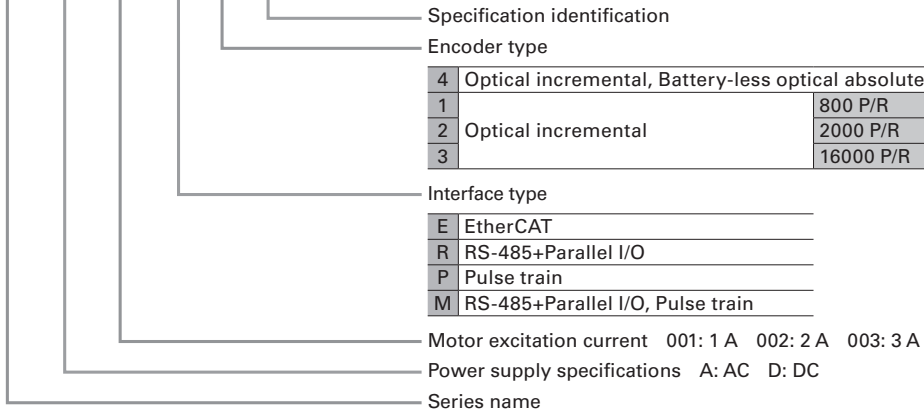 Specification identification
Encoder type
4 Optical incremental, Battery-less optical absolute
1 800 P/R
2 Optical incremental 2000 P/R
3 16000 P/R
Interface type
E EtherCAT
R RS-485+Parallel I/O
P Pulse train
M RS-485+Parallel I/O, Pulse train
Motor excitation current 001: 1 A 002: 2 A 003: 3 A
Power supply specifications A: AC D: DC
Series name